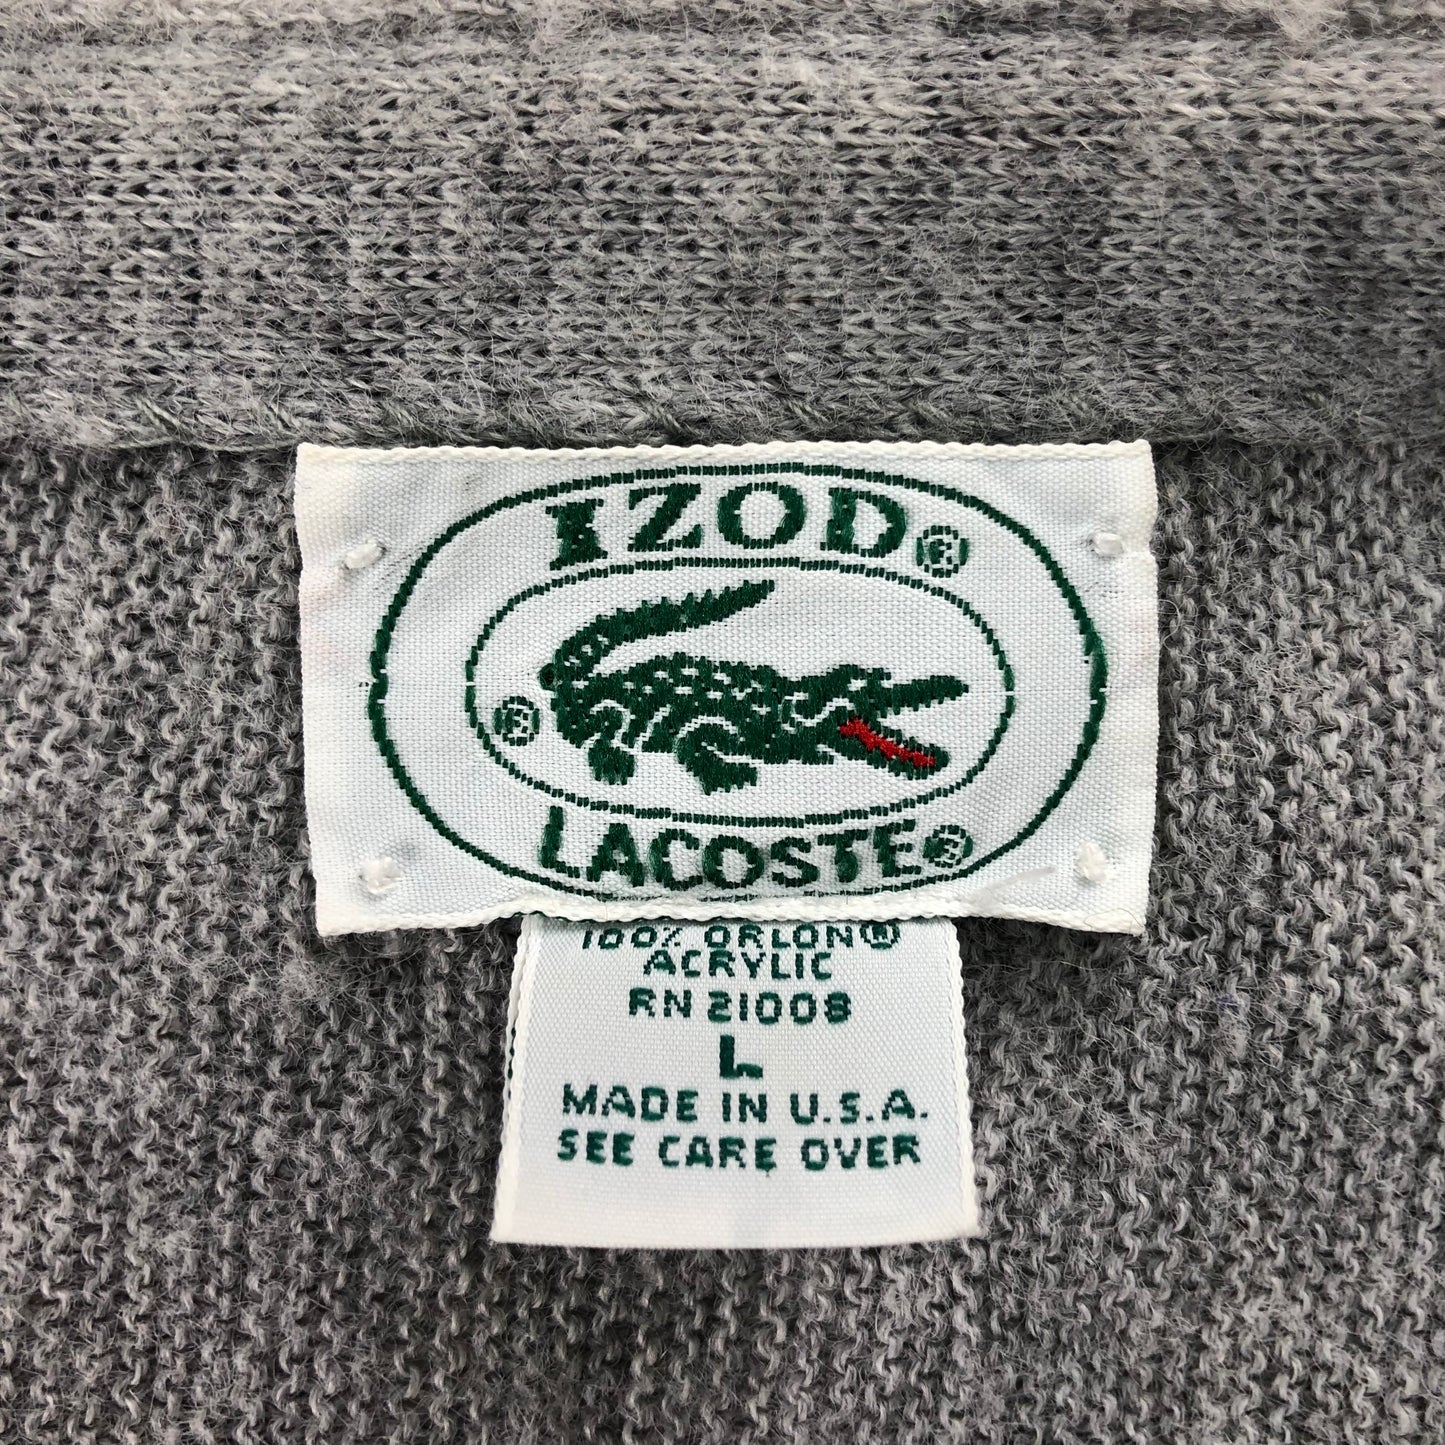 IZOD®
®
LACOSTE®
100% ORLON®
ACRYLIC
RN 21008
L
MADE IN U.S.A.
SEE CARE OVER